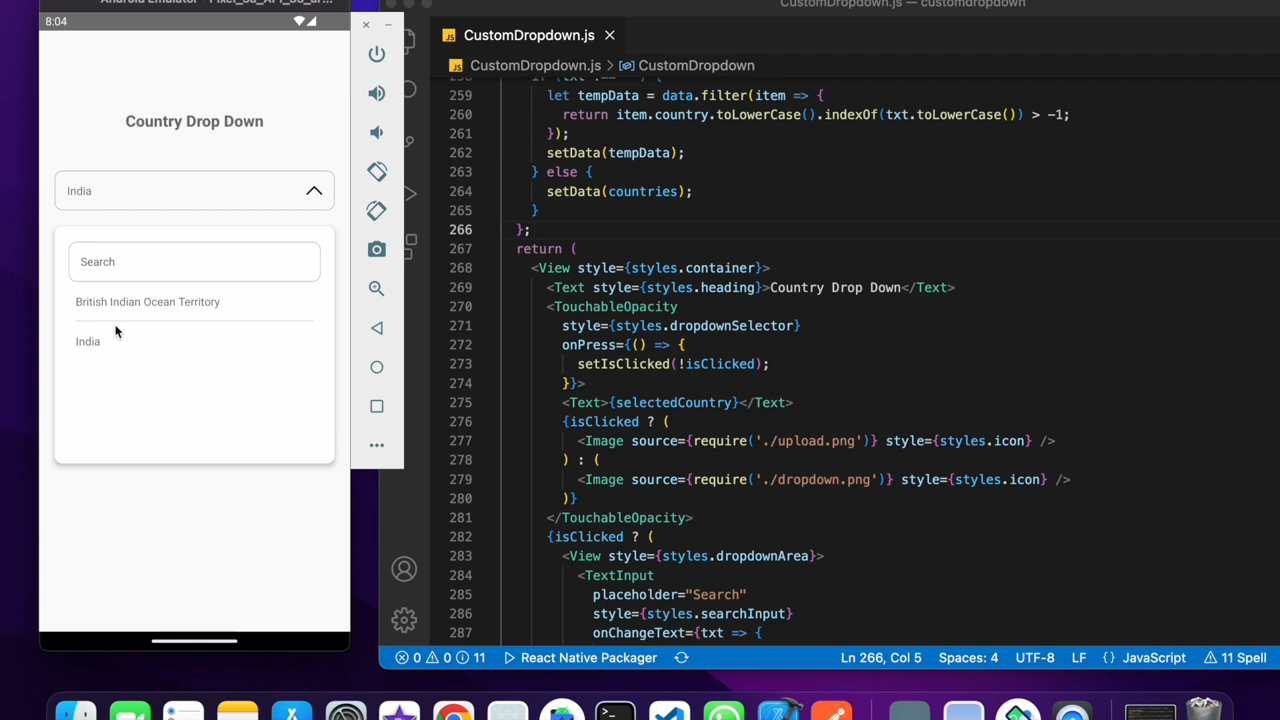 8:04
Country Drop Down
India
Search
British Indian Ocean Territory
India
CustomDropdown.js — customdropdown
CustomDropdown.js
CustomDropdown.js > CustomDropdown
259 let tempData = data.filter(item => {
260 return item.country.toLowerCase().indexOf(txt.toLowerCase()) > -1;
261 });
262 setData(tempData);
263 } else {
264 setData(countries);
265 }
266 };
267 return (
268 <View style={styles.container}>
269 <Text style={styles.heading}>Country Drop Down</Text>
270 <TouchableOpacity
271 style={styles.dropdownSelector}
272 onPress={() => {
273 setIsClicked(!isClicked);
274 }}>
275 <Text>{selectedCountry}</Text>
276 {isClicked ? (
277 <Image source={require('./upload.png')} style={styles.icon} />
278 ) : (
279 <Image source={require('./dropdown.png')} style={styles.icon} />
280 )}
281 </TouchableOpacity>
282 {isClicked ? (
283 <View style={styles.dropdownArea}>
284 <TextInput
285 placeholder="Search"
286 style={styles.searchInput}
287 onChangeText={txt => {
0 0 11 React Native Packager Ln 266, Col 5 Spaces: 4 UTF-8 LF {} JavaScript 11 Spell